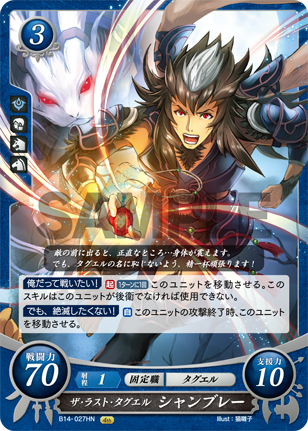 3
SAMPLE
敵の前に出ると、正直なところ…身体が震えます。
でも、タグエルの名に恥じないよう、精一杯頑張ります!
俺だって戦いたい! 起 1ターンに1回 このユニットを移動させる。この
スキルはこのユニットが後衛でなければ使用できない。
でも、絶滅したくない! 自 このユニットの攻撃終了時、このユニット
を移動する。
戦闘力
70
射程 1 固定職 タグエル
支援力
10
ザ・ラスト・タグエル シャンブレー
B14-027HN 4th Illust:猫囃子